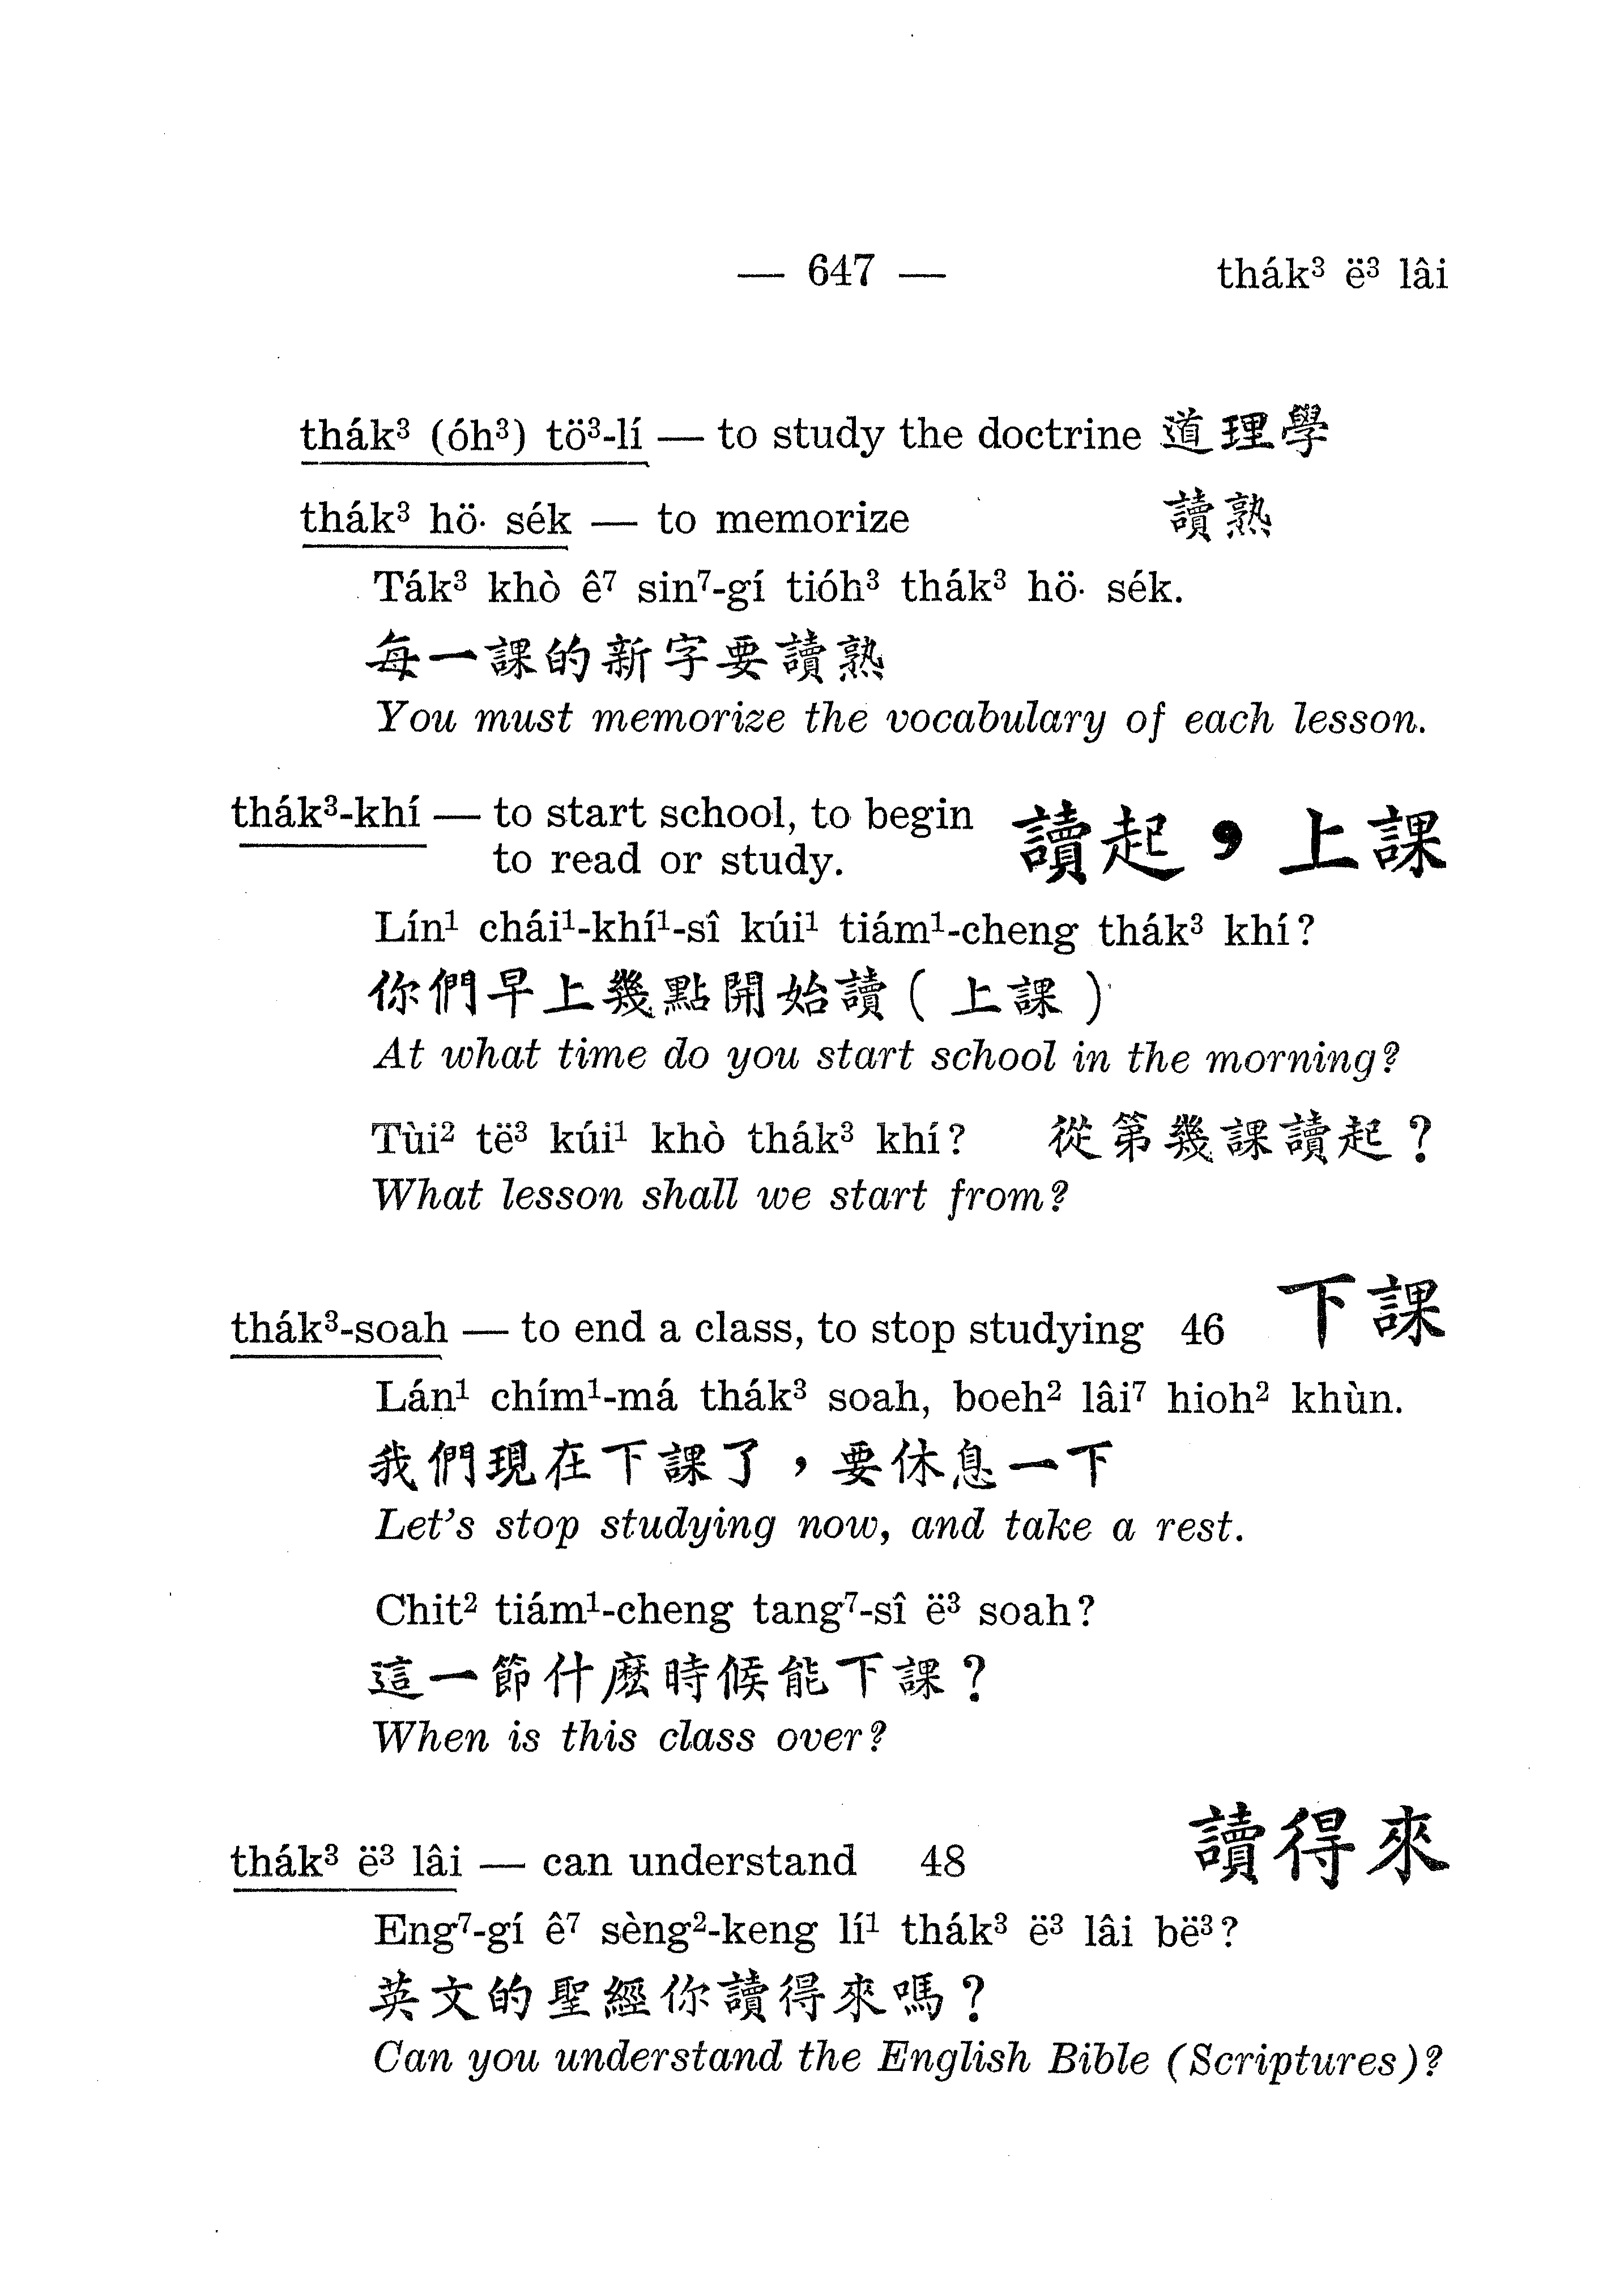 — 647 — thák³ ë³ lâi
thák³ (óh³) tö³-lí — to study the doctrine 道理學
thák³ hö· sék — to memorize 讀熟
Ták³ khò ê⁷ sin⁷-gí tióh³ thák³ hö· sék.
每一課的新字要讀熟
You must memorize the vocabulary of each lesson.
thák³-khí — to start school, to begin 讀起，上課
to read or study.
Lín¹ chái¹-khí¹-sî kúi¹ tiám¹-cheng thák³ khí?
你們早上幾點開始讀(上課)
At what time do you start school in the morning?
Tùi² të³ kúi¹ khò thák³ khí? 從第幾課讀起?
What lesson shall we start from?
thák³-soah — to end a class, to stop studying 46 下課
Lán¹ chím¹-má thák³ soah, boeh² lâi⁷ hioh² khùn.
我們現在下課了，要休息一下
Let's stop studying now, and take a rest.
Chit² tiám¹-cheng tang⁷-sî ë³ soah?
這一節什麼時候能下課?
When is this class over?
thák³ ë³ lâi — can understand 48 讀得來
Eng⁷-gí ê⁷ sèng²-keng lí¹ thák³ ë³ lâi bë³?
英文的聖經你讀得來嗎?
Can you understand the English Bible (Scriptures)?